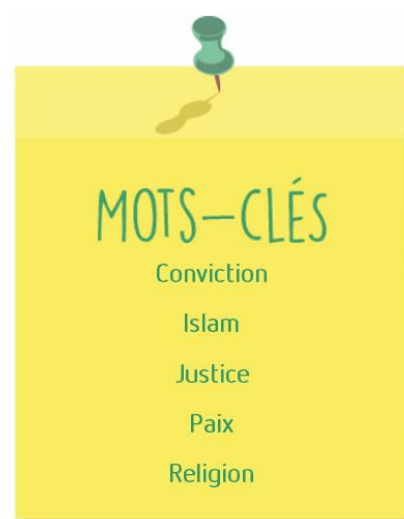 MOTS-CLÉS
Conviction
Islam
Justice
Paix
Religion